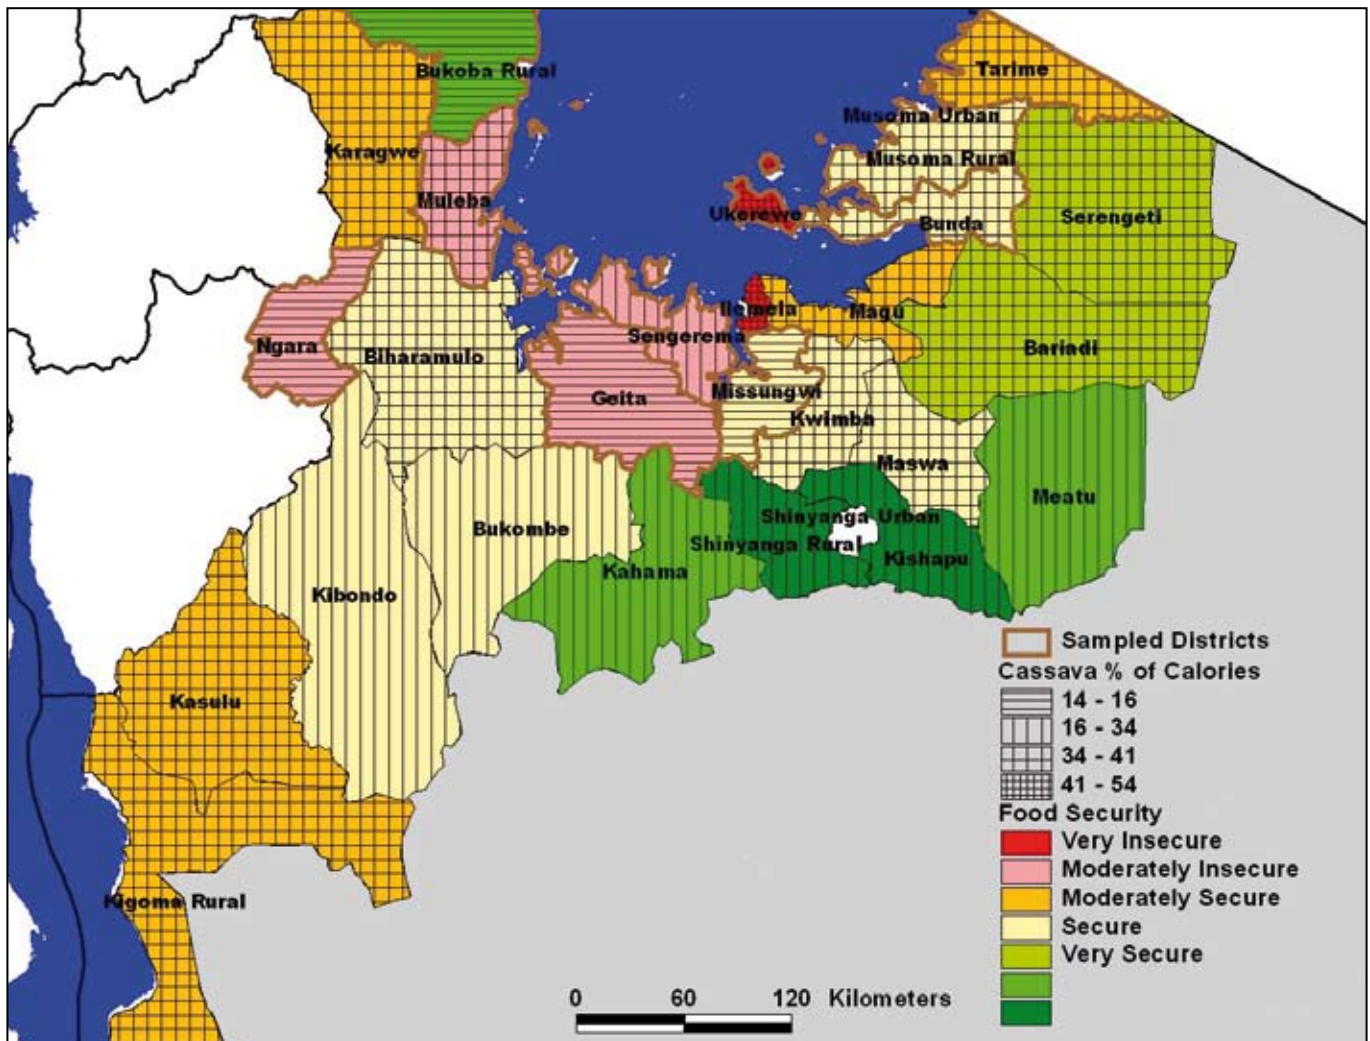 Bukoba Rural
Tarime
Musoma Urban
Karagwe
Musoma Rural
Muleba
Ukerewe
Bunda
Serengeti
Ilemela
Magu
Sengerema
Ngara
Biharamulo
Bariadi
Geita
Missungwi
Kwimba
Maswa
Meatu
Shinyanga Urban
Bukombe
Shinyanga Rural
Kishapu
Kahama
Kibondo
Kasulu
Kigoma Rural
Sampled Districts
Cassava % of Calories
14 - 16
16 - 34
34 - 41
41 - 54
Food Security
Very Insecure
Moderately Insecure
Moderately Secure
Secure
Very Secure
0 60 120 Kilometers